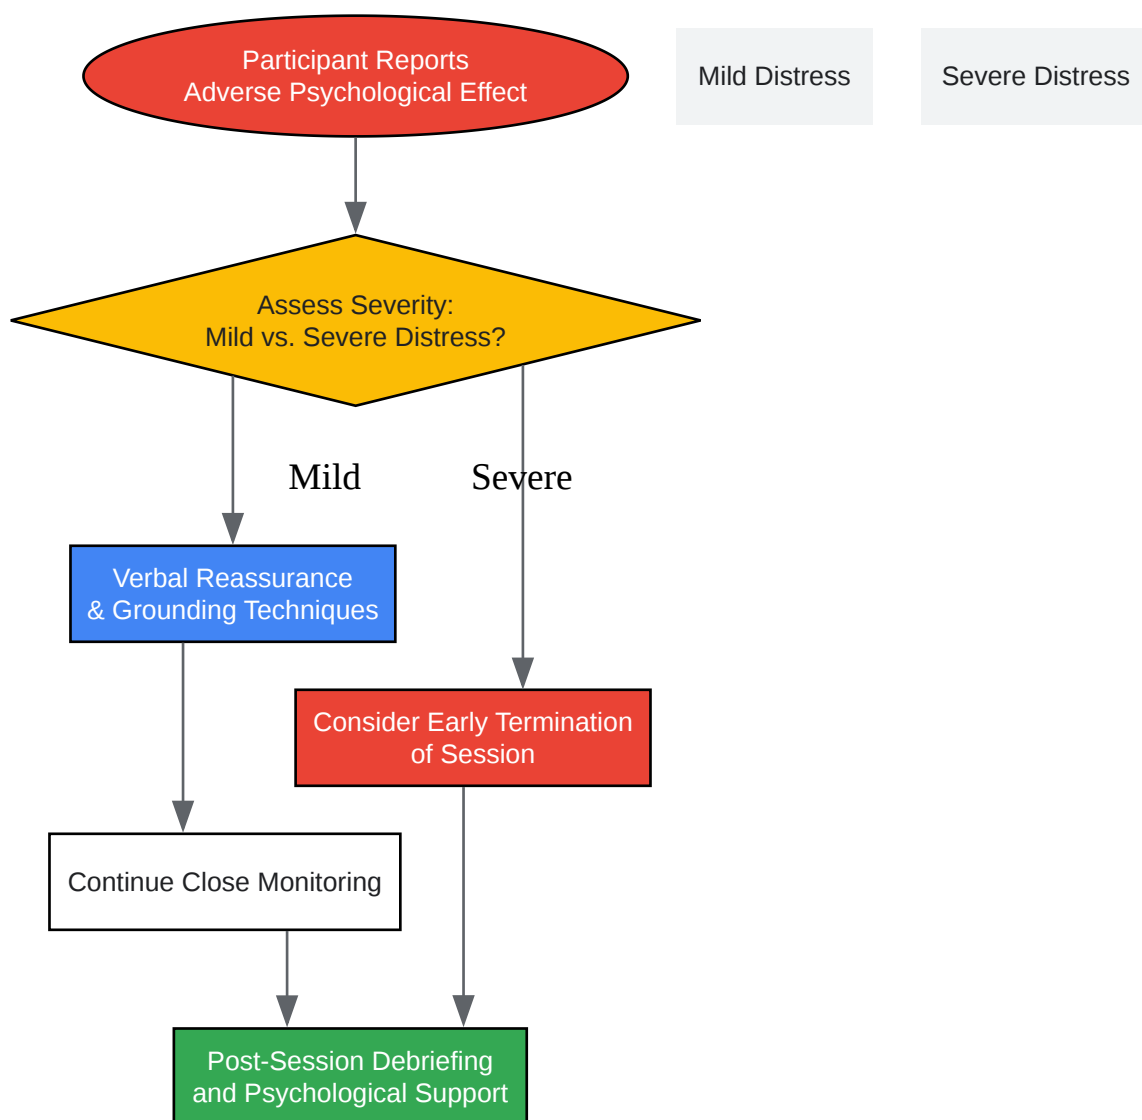 Participant Reports
Adverse Psychological Effect
Mild Distress
Severe Distress
Assess Severity:
Mild vs. Severe Distress?
Mild
Severe
Verbal Reassurance
& Grounding Techniques
Consider Early Termination
of Session
Continue Close Monitoring
Post-Session Debriefing
and Psychological Support